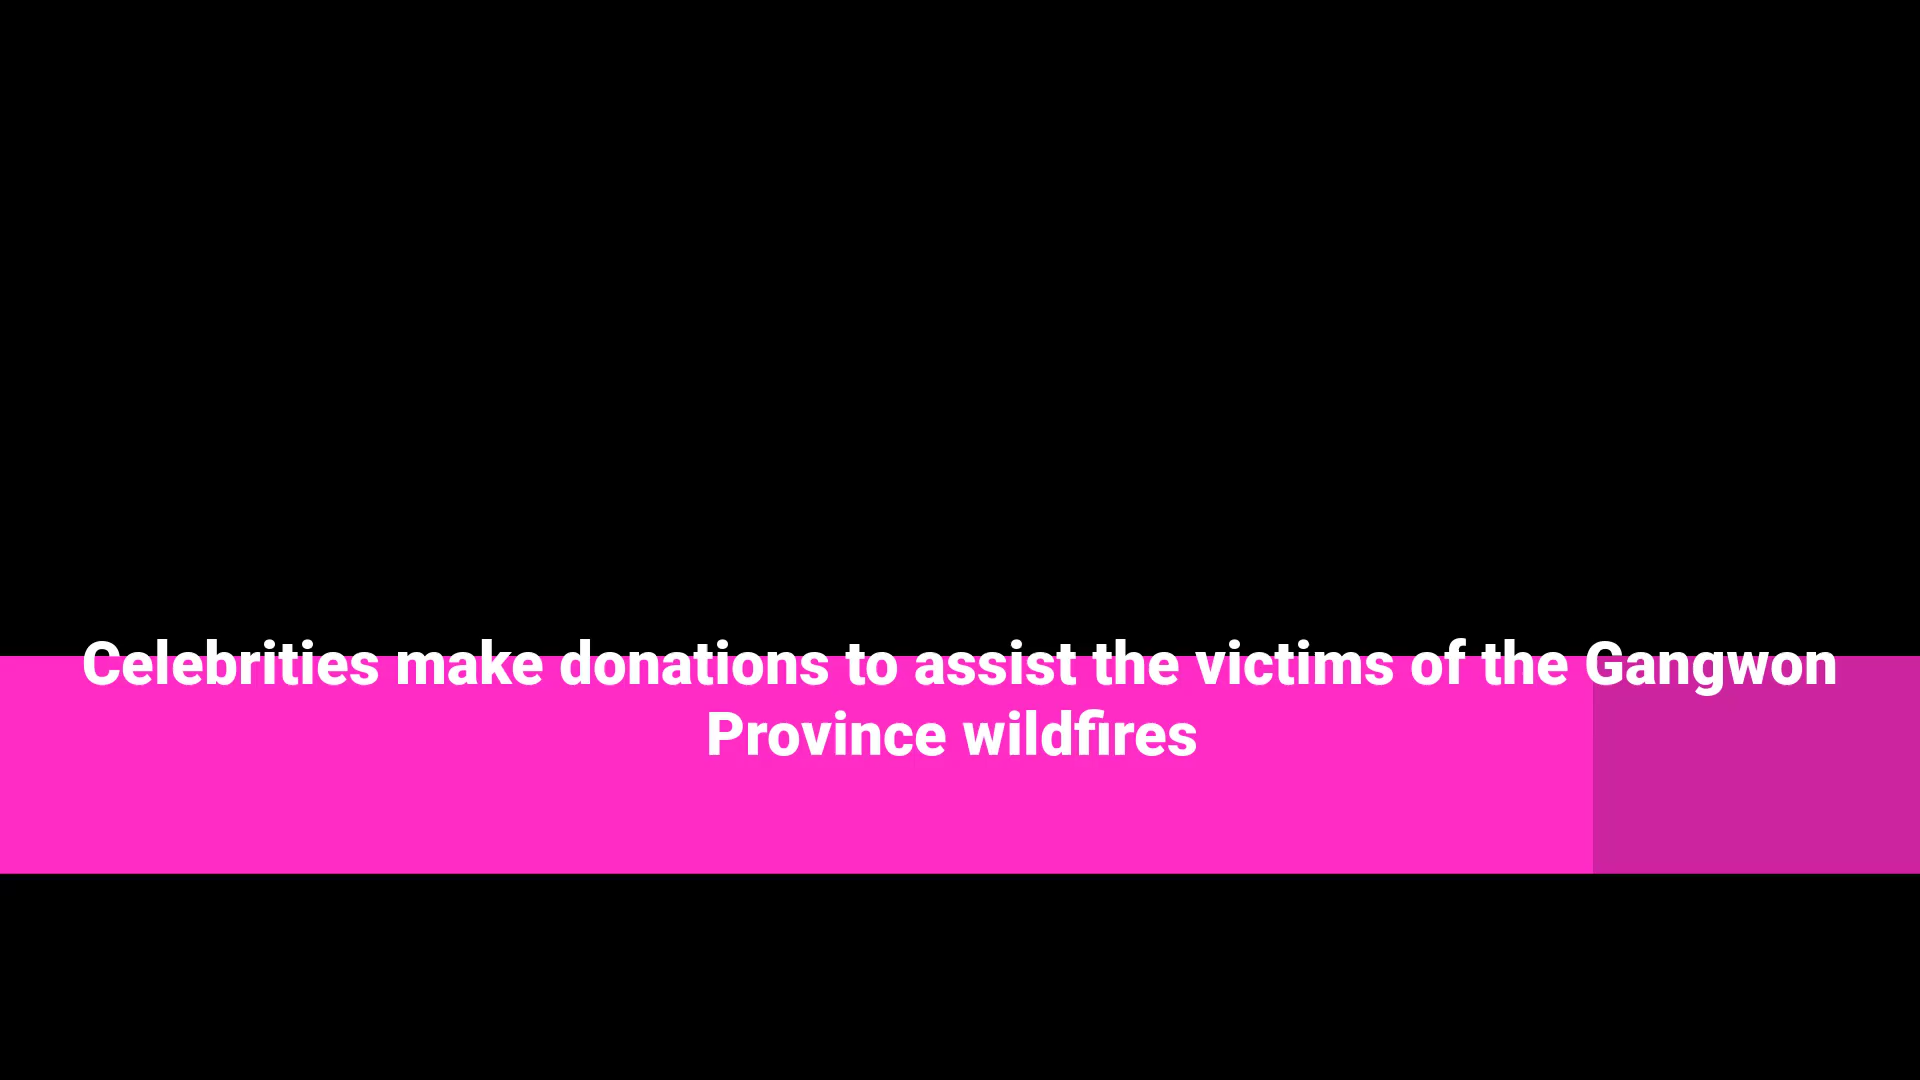 Celebrities make donations to assist the victims of the Gangwon
Province wildfires